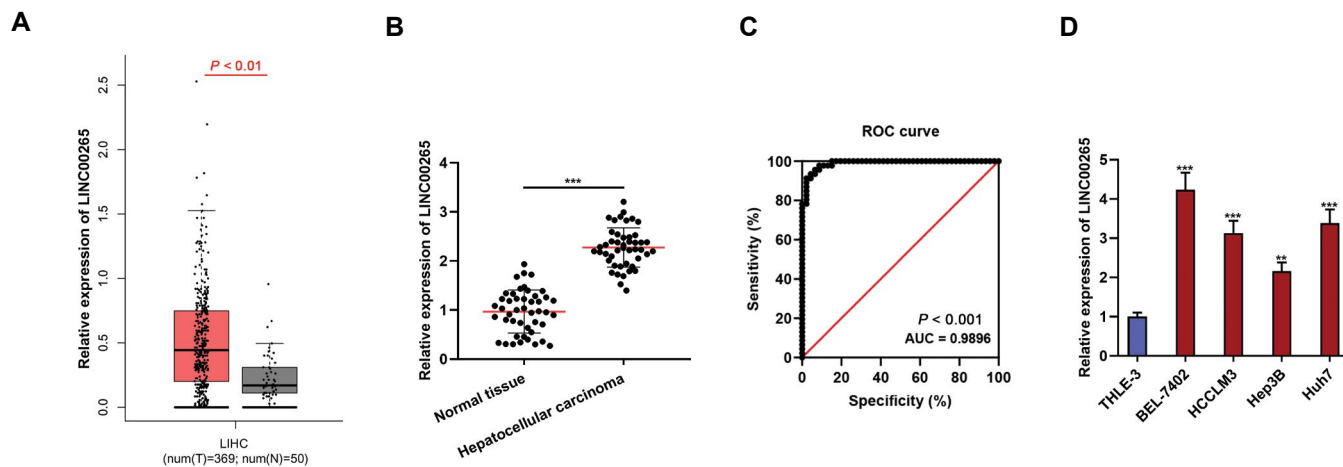 A
Relative expression of LINC00265
2.5
2.0
1.5
1.0
0.5
0.0
P < 0.01
LIHC
(num(T)=369; num(N)=50)
B
Relative expression of LINC00265
4
3
2
1
0
***
Normal tissue
Hepatocellular carcinoma
C
ROC curve
Sensitivity (%)
100
80
60
40
20
0
P < 0.001
AUC = 0.9896
0 20 40 60 80 100
Specificity (%)
D
Relative expression of LINC00265
5
4
3
2
1
0
***
***
**
***
THLE-3
BEL-7402
HCCLM3
Hep3B
Huh7